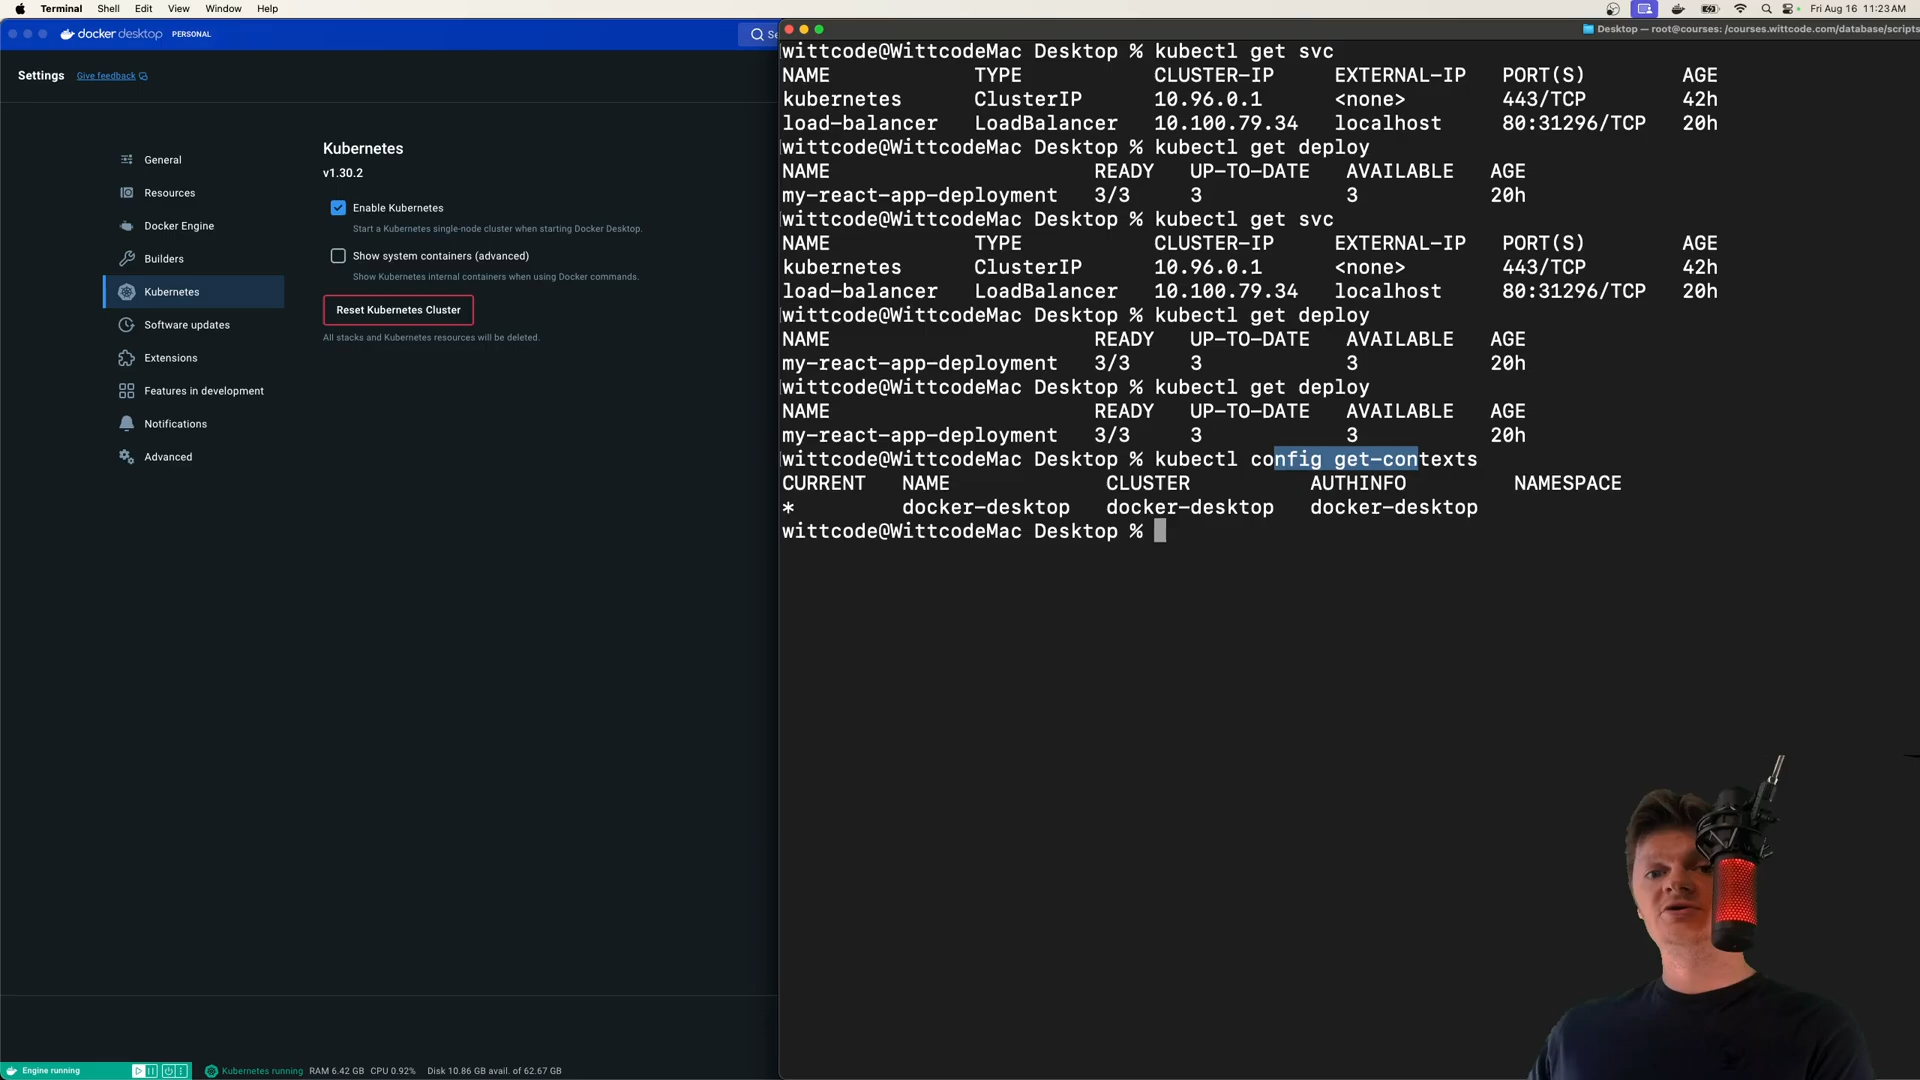 Terminal Shell Edit View Window Help
Fri Aug 16 11:23AM
docker desktop PERSONAL
Se
Desktop — root@courses: /courses.wittcode.com/database/scripts
Settings Give feedback
General
Resources
Docker Engine
Builders
Kubernetes
Software updates
Extensions
Features in development
Notifications
Advanced
Kubernetes
v1.30.2
Enable Kubernetes
Start a Kubernetes single-node cluster when starting Docker Desktop.
Show system containers (advanced)
Show Kubernetes internal containers when using Docker commands.
Reset Kubernetes Cluster
All stacks and Kubernetes resources will be deleted.
wittcode@WittcodeMac Desktop % kubectl get svc
NAME TYPE CLUSTER-IP EXTERNAL-IP PORT(S) AGE
kubernetes ClusterIP 10.96.0.1 <none> 443/TCP 42h
load-balancer LoadBalancer 10.100.79.34 localhost 80:31296/TCP 20h
wittcode@WittcodeMac Desktop % kubectl get deploy
NAME READY UP-TO-DATE AVAILABLE AGE
my-react-app-deployment 3/3 3 3 20h
wittcode@WittcodeMac Desktop % kubectl get svc
NAME TYPE CLUSTER-IP EXTERNAL-IP PORT(S) AGE
kubernetes ClusterIP 10.96.0.1 <none> 443/TCP 42h
load-balancer LoadBalancer 10.100.79.34 localhost 80:31296/TCP 20h
wittcode@WittcodeMac Desktop % kubectl get deploy
NAME READY UP-TO-DATE AVAILABLE AGE
my-react-app-deployment 3/3 3 3 20h
wittcode@WittcodeMac Desktop % kubectl get deploy
NAME READY UP-TO-DATE AVAILABLE AGE
my-react-app-deployment 3/3 3 3 20h
wittcode@WittcodeMac Desktop % kubectl config get-contexts
CURRENT NAME CLUSTER AUTHINFO NAMESPACE
* docker-desktop docker-desktop docker-desktop
wittcode@WittcodeMac Desktop %
Engine running
Kubernetes running RAM 6.42 GB CPU 0.92% Disk 10.86 GB avail. of 62.67 GB